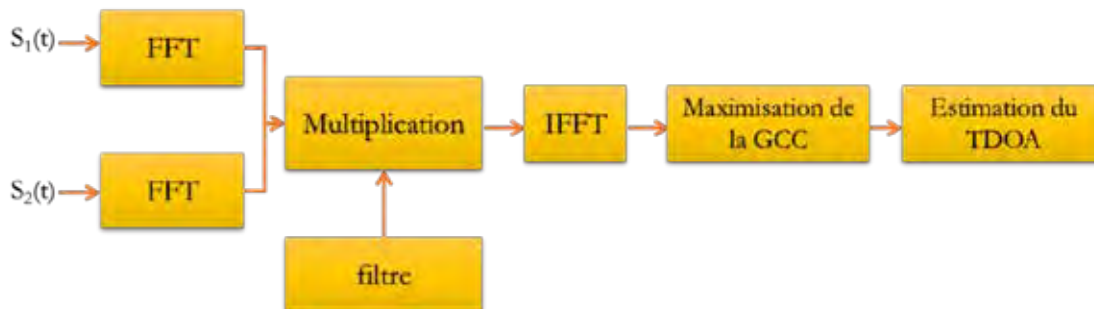 S₁(t)
FFT
S₂(t)
FFT
Multiplication
filtre
IFFT
Maximisation de
la GCC
Estimation du
TDOA